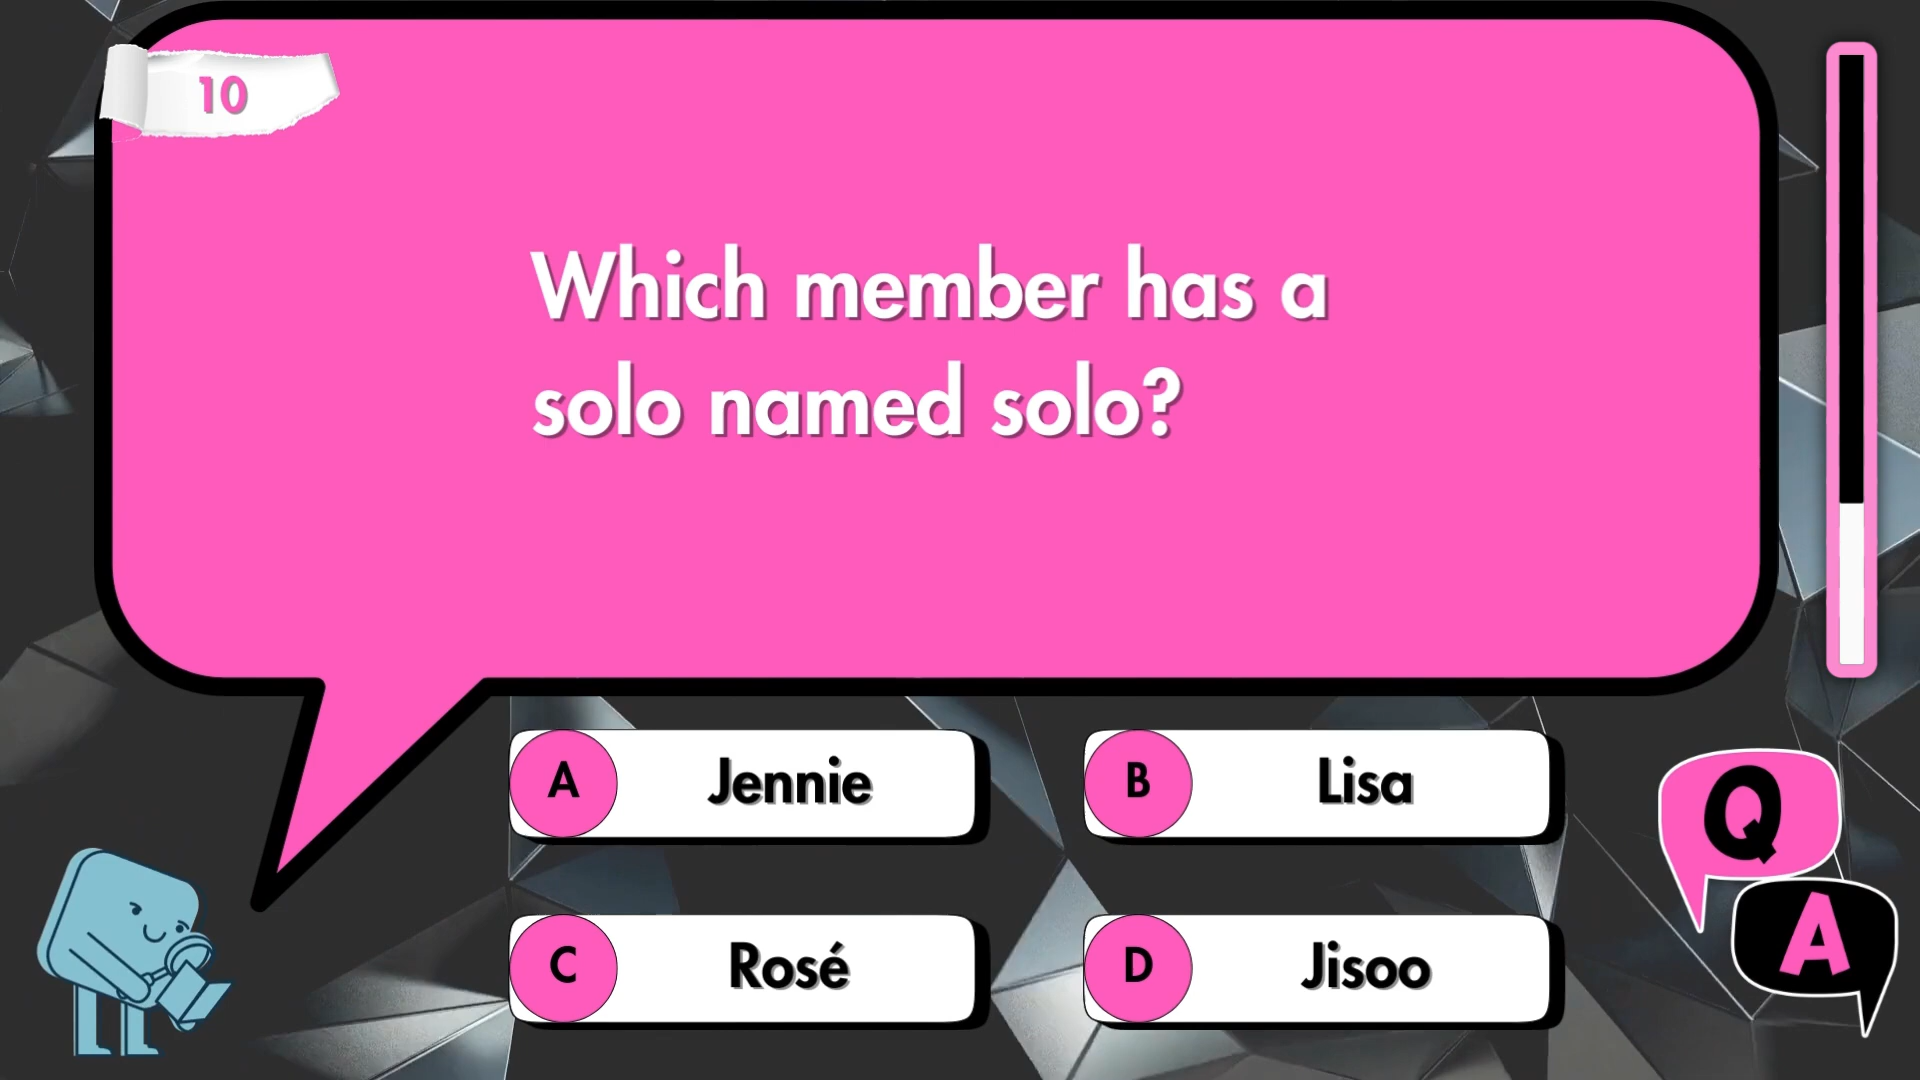 10
Which member has a
solo named solo?
A Jennie
B Lisa
C Rosé
D Jisoo
Q
A